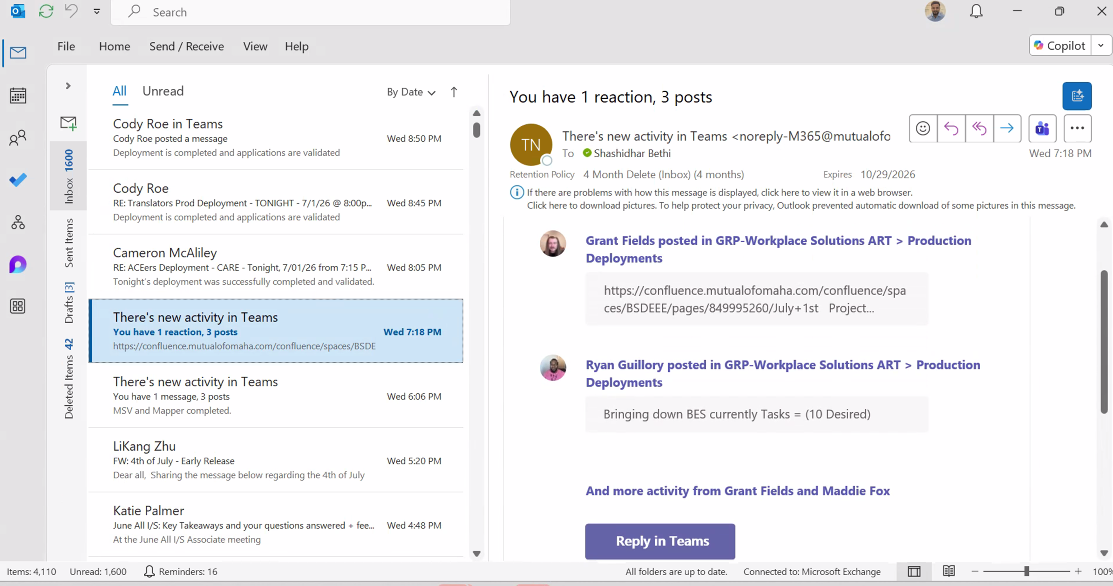 Search
File Home Send / Receive View Help
Copilot
All Unread By Date
Cody Roe in Teams
Cody Roe posted a message Wed 8:50 PM
Deployment is completed and applications are validated
Cody Roe
RE: Translators Prod Deployment - TONIGHT - 7/1/26 @ 8:00p... Wed 8:45 PM
Deployment is completed and applications are validated
Cameron McAliley
RE: ACEers Deployment - CARE - Tonight, 7/01/26 from 7:15 P... Wed 8:05 PM
Tonight's deployment was successfully completed and validated.
There's new activity in Teams
You have 1 reaction, 3 posts Wed 7:18 PM
https://confluence.mutualofomaha.com/confluence/spaces/BSDE
There's new activity in Teams
You have 1 message, 3 posts Wed 6:06 PM
MSV and Mapper completed.
LiKang Zhu
FW: 4th of July - Early Release Wed 5:20 PM
Dear all, Sharing the message below regarding the 4th of July
Katie Palmer
June All I/S: Key Takeaways and your questions answered + fee... Wed 4:48 PM
At the June All I/S Associate meeting
Inbox 1600
Sent Items
Drafts [3]
Deleted Items 42
You have 1 reaction, 3 posts
TN
There's new activity in Teams <noreply-M365@mutualofo
To Shashidhar Bethi
Wed 7:18 PM
Retention Policy 4 Month Delete (Inbox) (4 months) Expires 10/29/2026
If there are problems with how this message is displayed, click here to view it in a web browser.
Click here to download pictures. To help protect your privacy, Outlook prevented automatic download of some pictures in this message.
Grant Fields posted in GRP-Workplace Solutions ART > Production
Deployments
https://confluence.mutualofomaha.com/confluence/spa
ces/BSDEEE/pages/849995260/July+1st Project...
Ryan Guillory posted in GRP-Workplace Solutions ART > Production
Deployments
Bringing down BES currently Tasks = (10 Desired)
And more activity from Grant Fields and Maddie Fox
Reply in Teams
Items: 4,110 Unread: 1,600 Reminders: 16 All folders are up to date. Connected to: Microsoft Exchange 100%